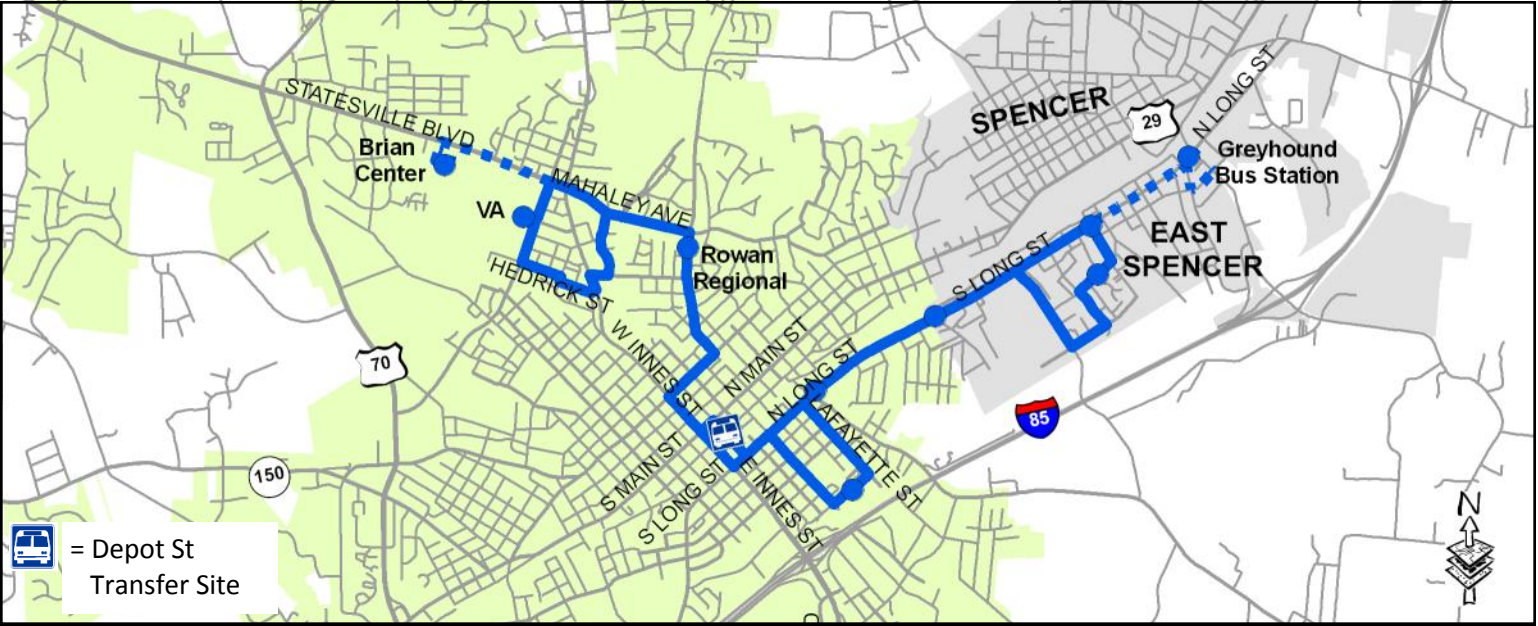 STATESVILLE BLVD
Brian
Center
VA
MAHALEY AVE
HEDRICK ST
Rowan
Regional
W INNES ST
N MAIN ST
N LONG ST
LAFAYETTE ST
S MAIN ST
S LONG ST
E INNES ST
70
150
SPENCER
29
N LONG ST
Greyhound
Bus Station
EAST
SPENCER
S LONG ST
85
N
= Depot St
Transfer Site